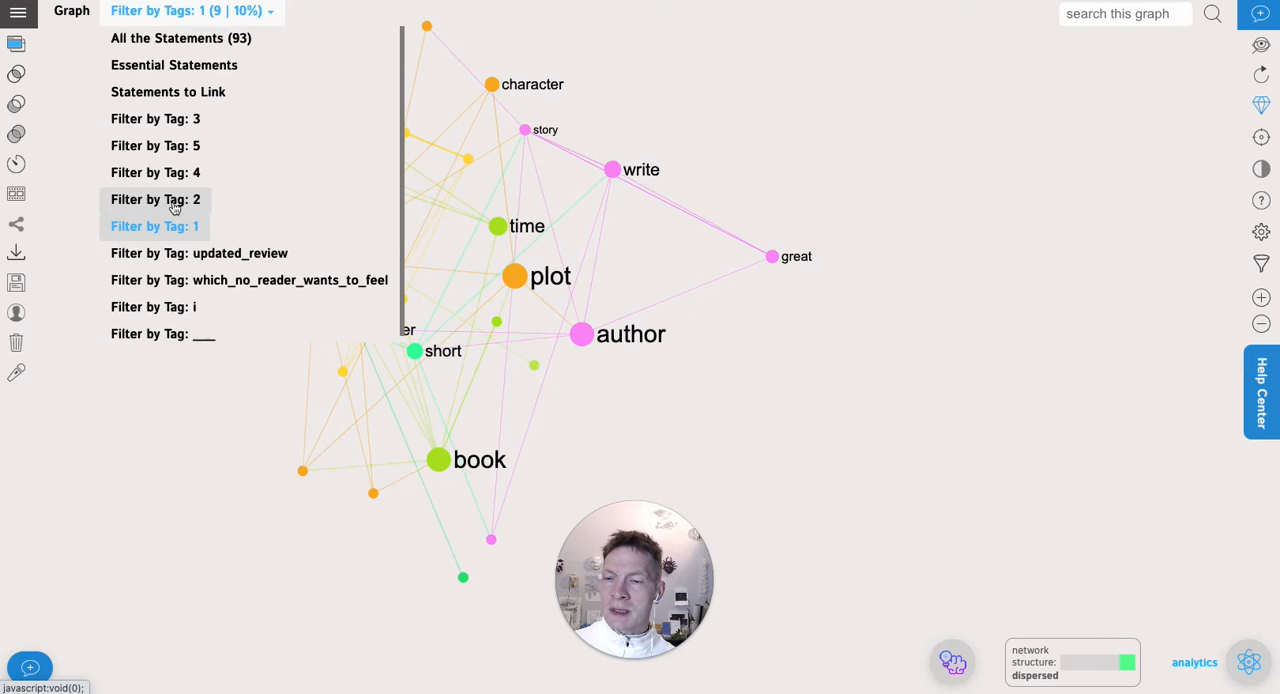 Graph
Filter by Tags: 1 (9 | 10%)
search this graph
All the Statements (93)
Essential Statements
Statements to Link
Filter by Tag: 3
Filter by Tag: 5
Filter by Tag: 4
Filter by Tag: 2
Filter by Tag: 1
Filter by Tag: updated_review
Filter by Tag: which_no_reader_wants_to_feel
Filter by Tag: i
Filter by Tag: ___
character
story
write
time
great
plot
er
author
short
book
Help Center
network
structure:
dispersed
analytics
javascript:void(0);